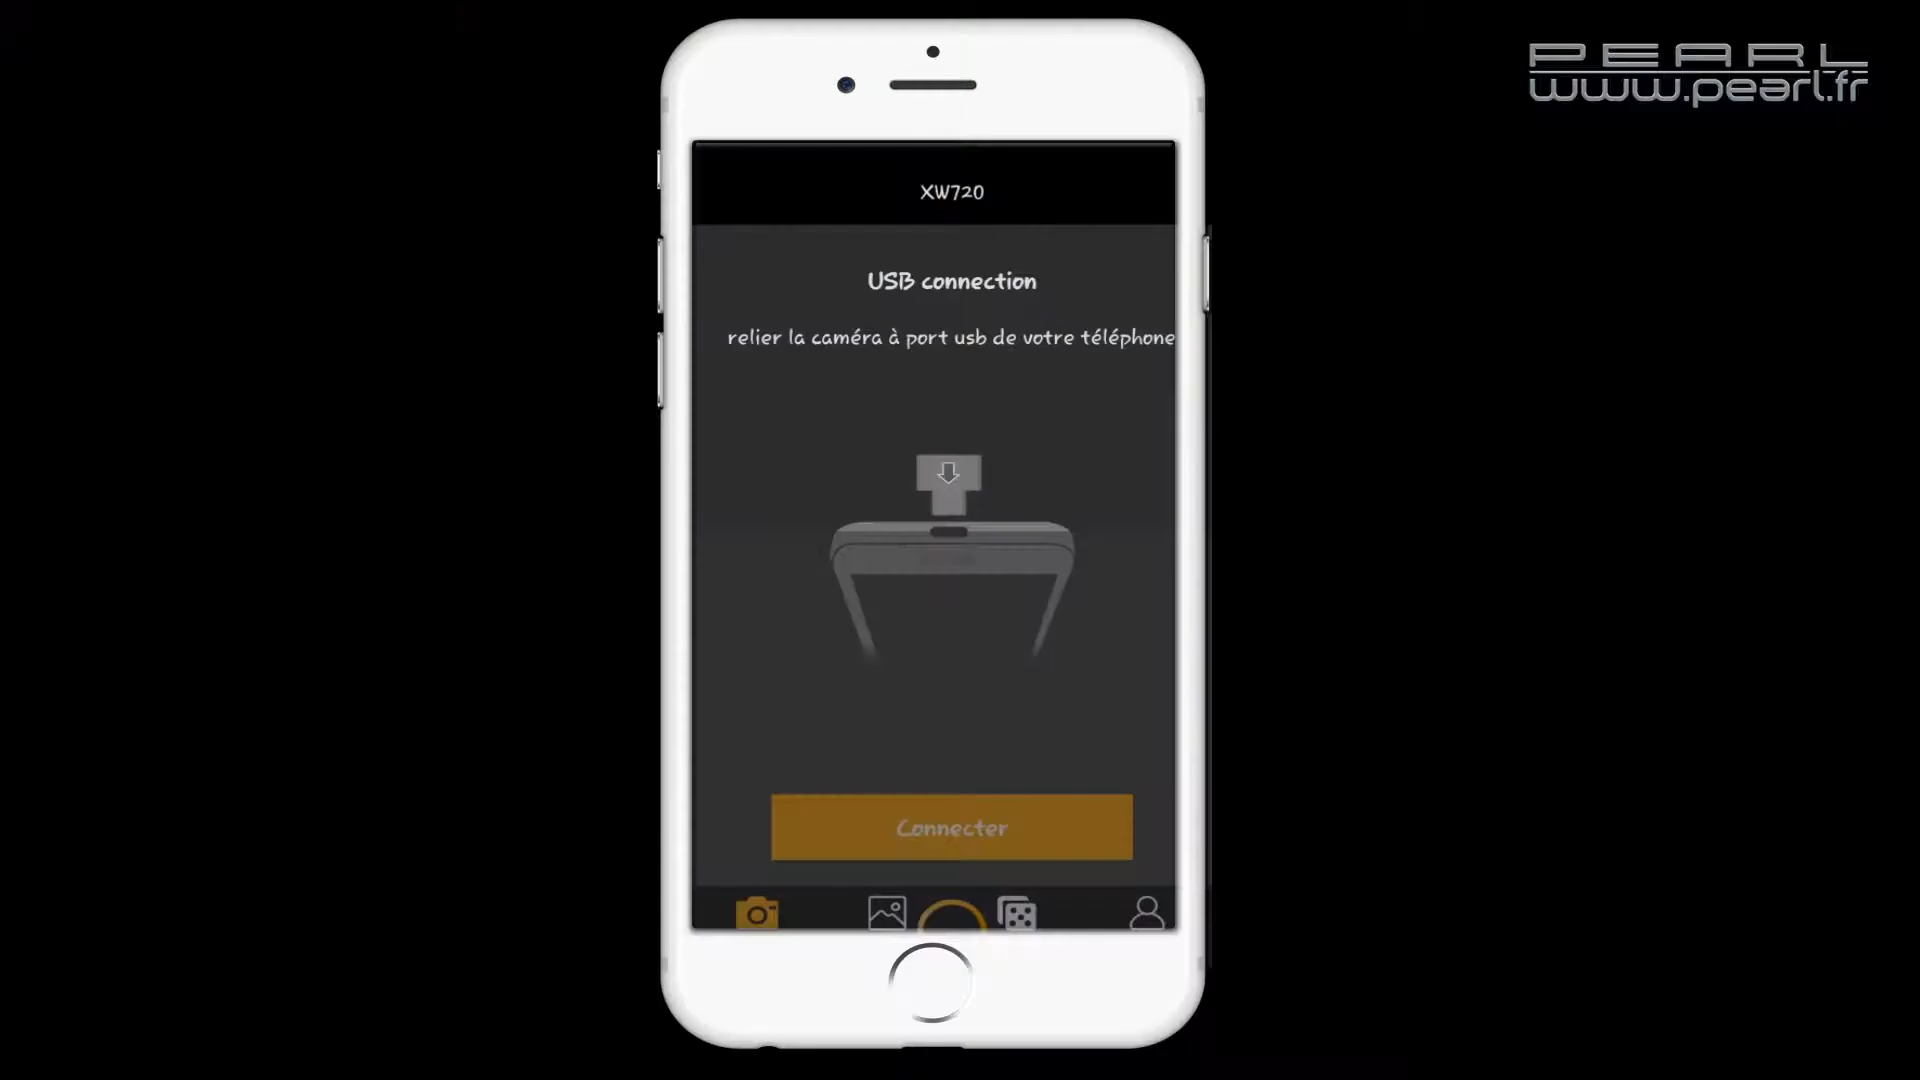 PEARL
www.pearl.fr
XW720
USB connection
relier la caméra à port usb de votre téléphone
Connecter